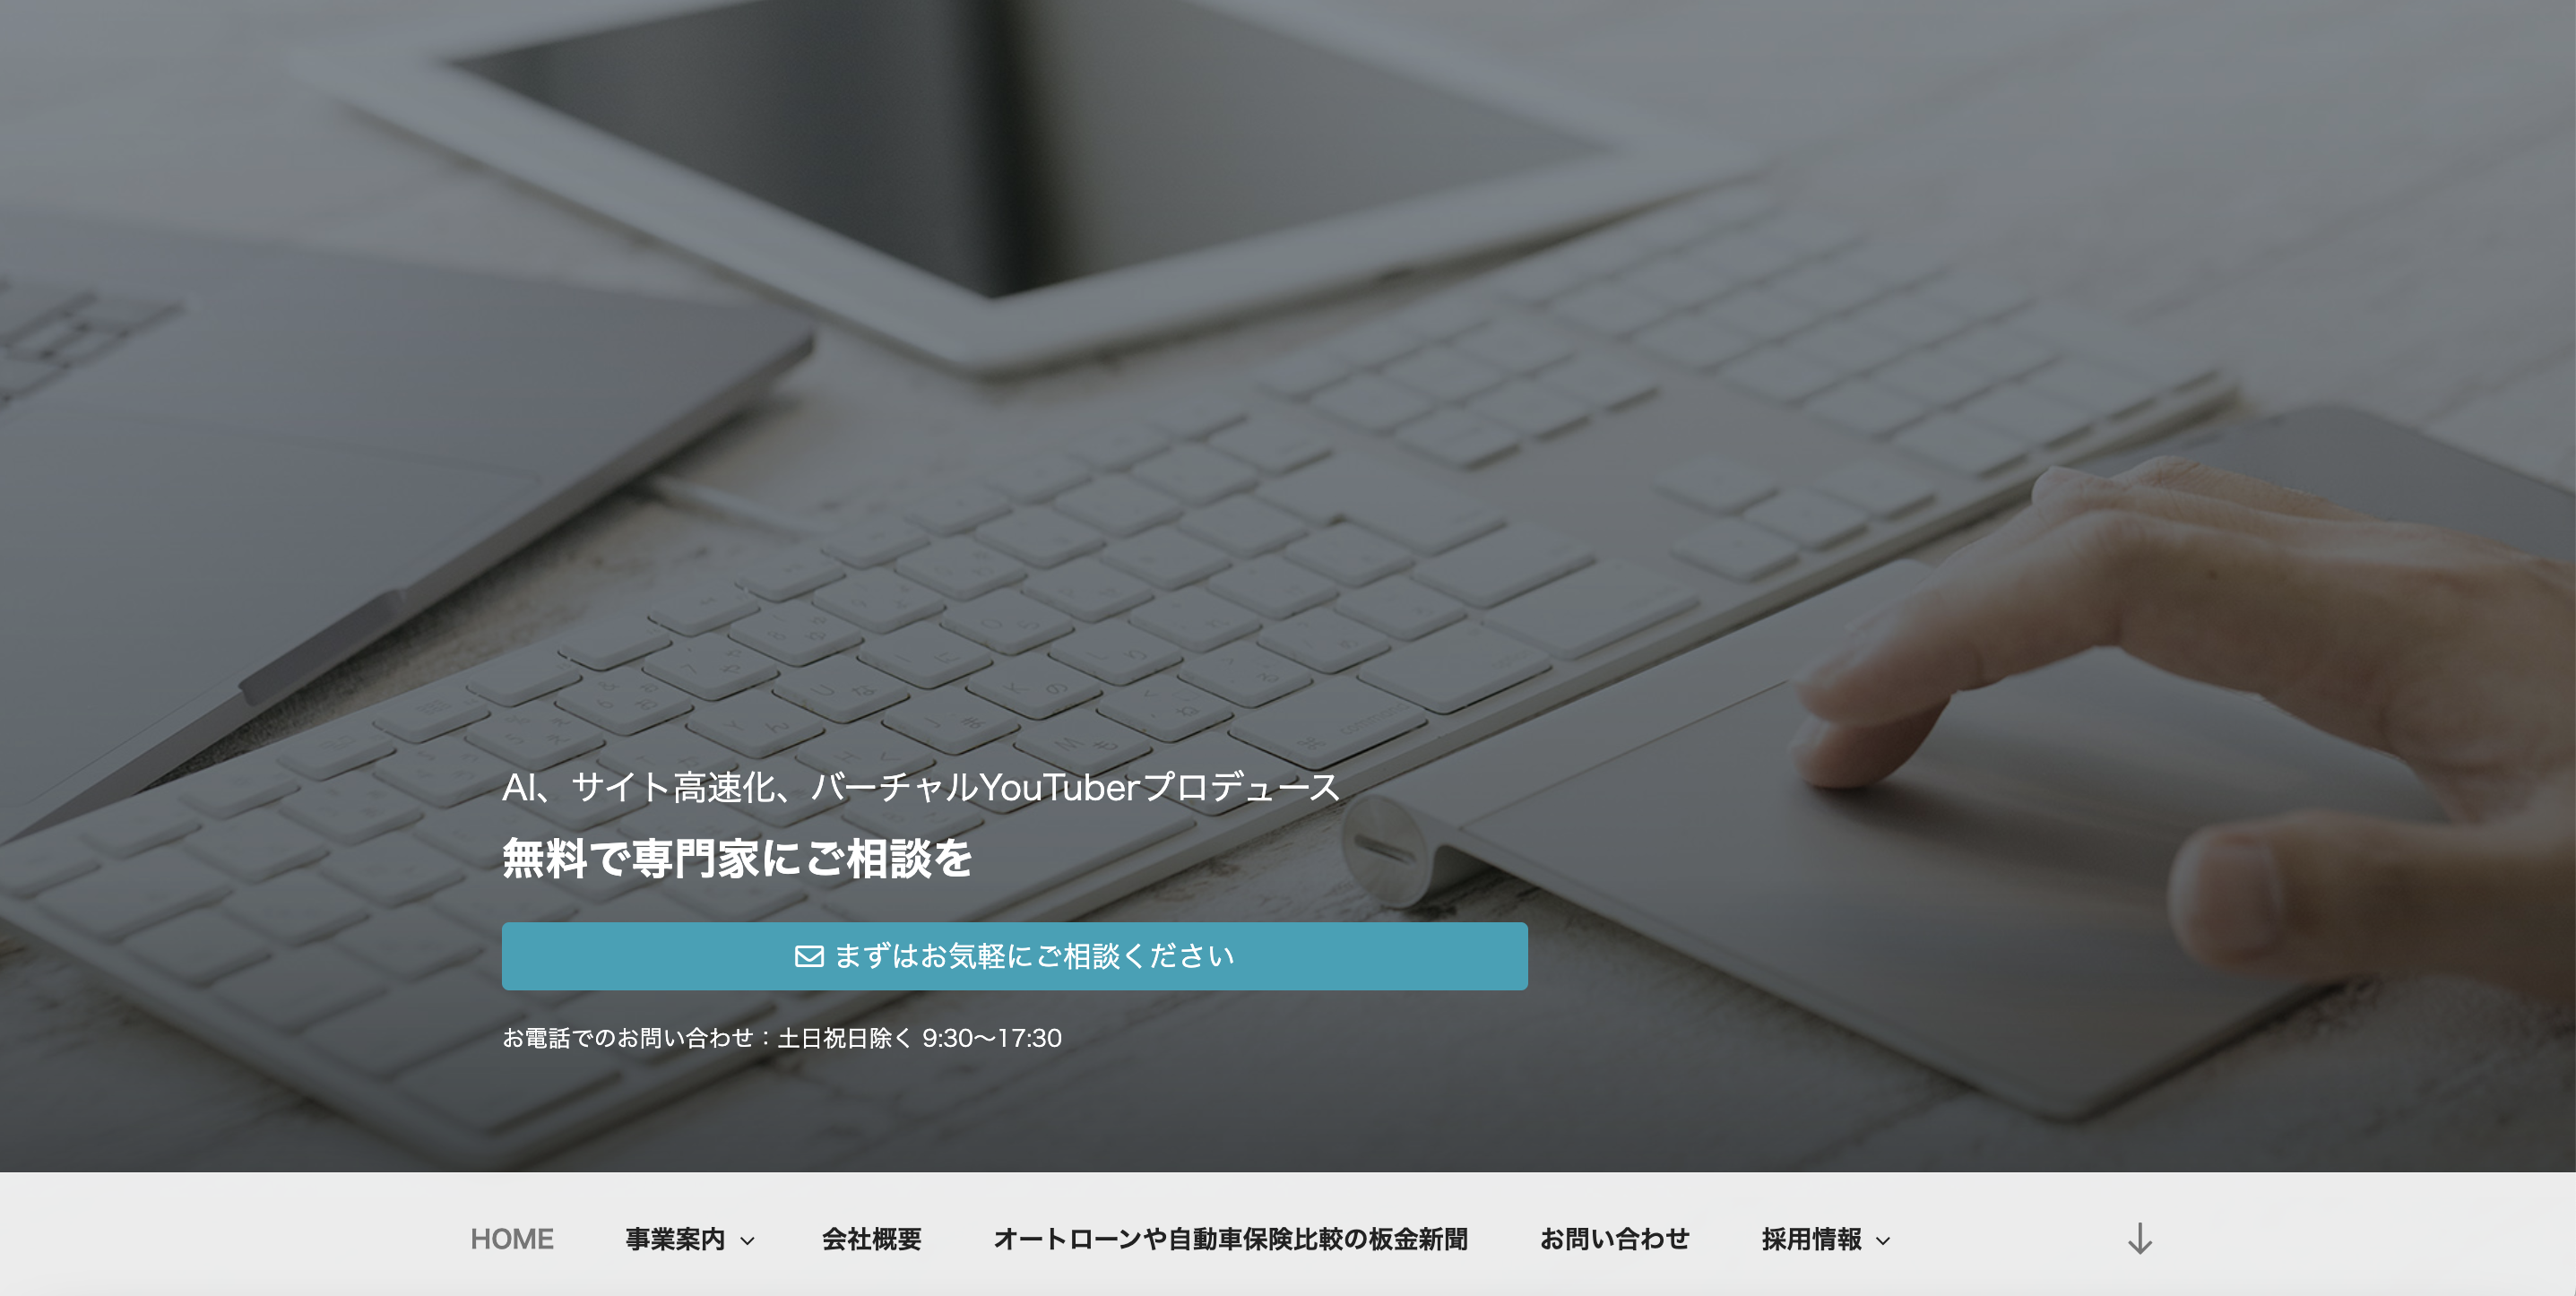 AI、サイト高速化、バーチャルYouTuberプロデュース
無料で専門家にご相談を
まずはお気軽にご相談ください
お電話でのお問い合わせ：土日祝日除く 9:30〜17:30
HOME 事業案内 会社概要 オートローンや自動車保険比較の板金新聞 お問い合わせ 採用情報